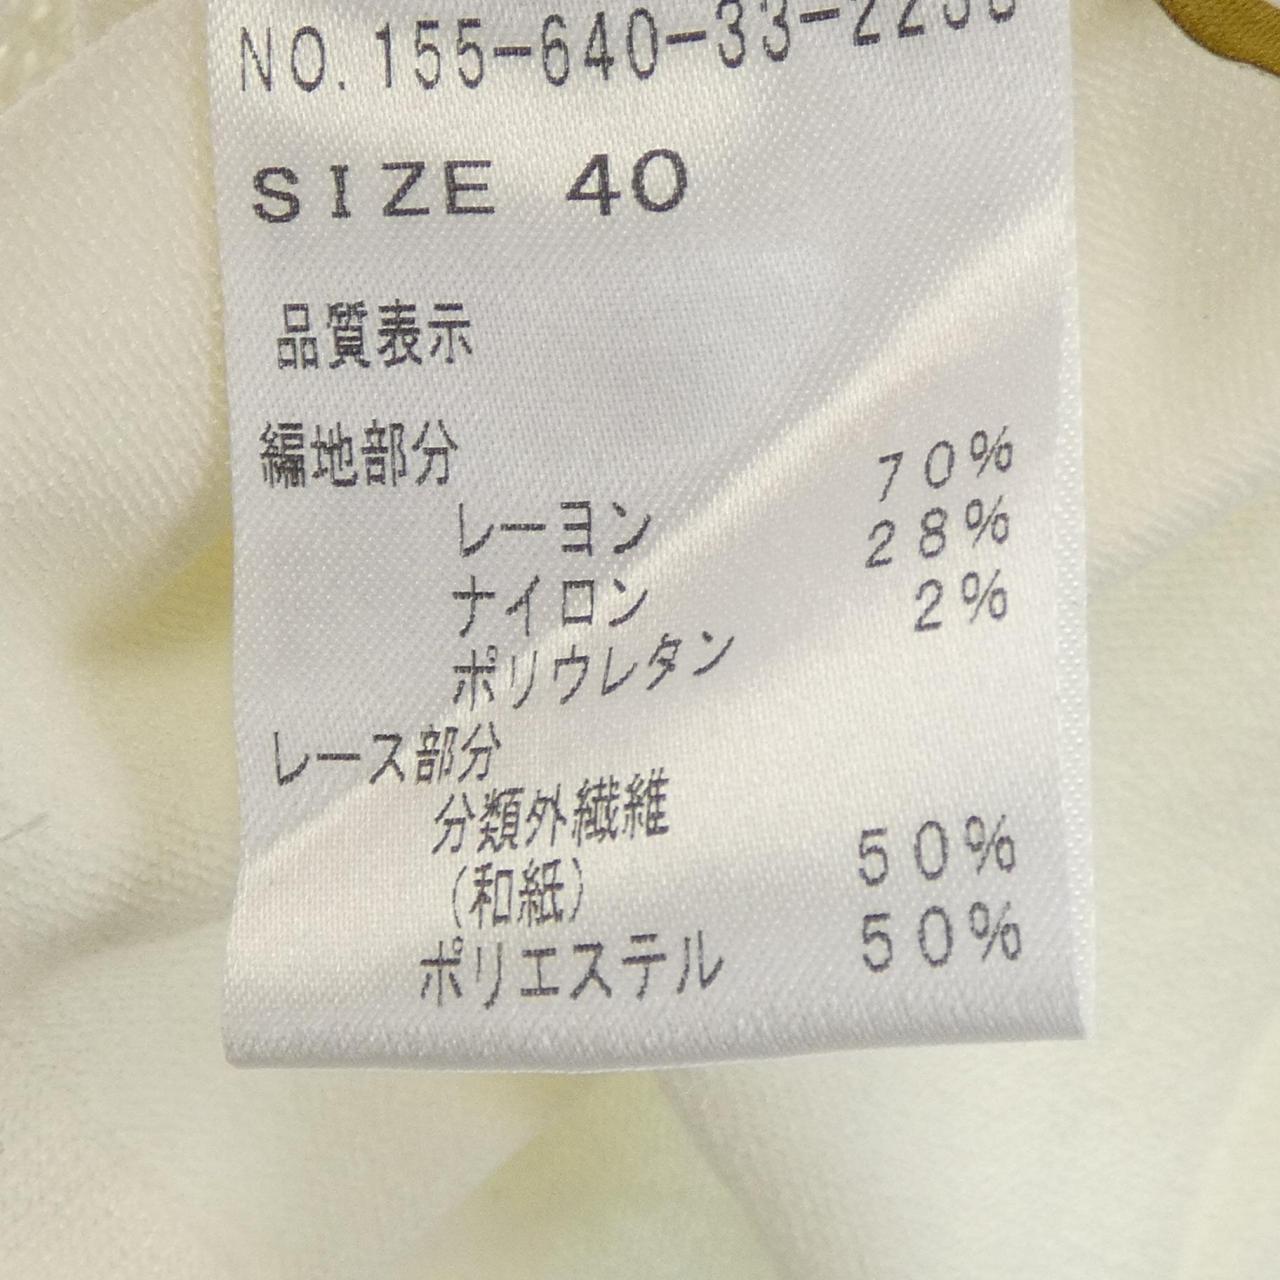 NO.155-640-33-2238
SIZE 40
品質表示
編地部分
レーヨン 70%
ナイロン 28%
ポリウレタン 2%
レース部分
分類外繊維
(和紙) 50%
ポリエステル 50%